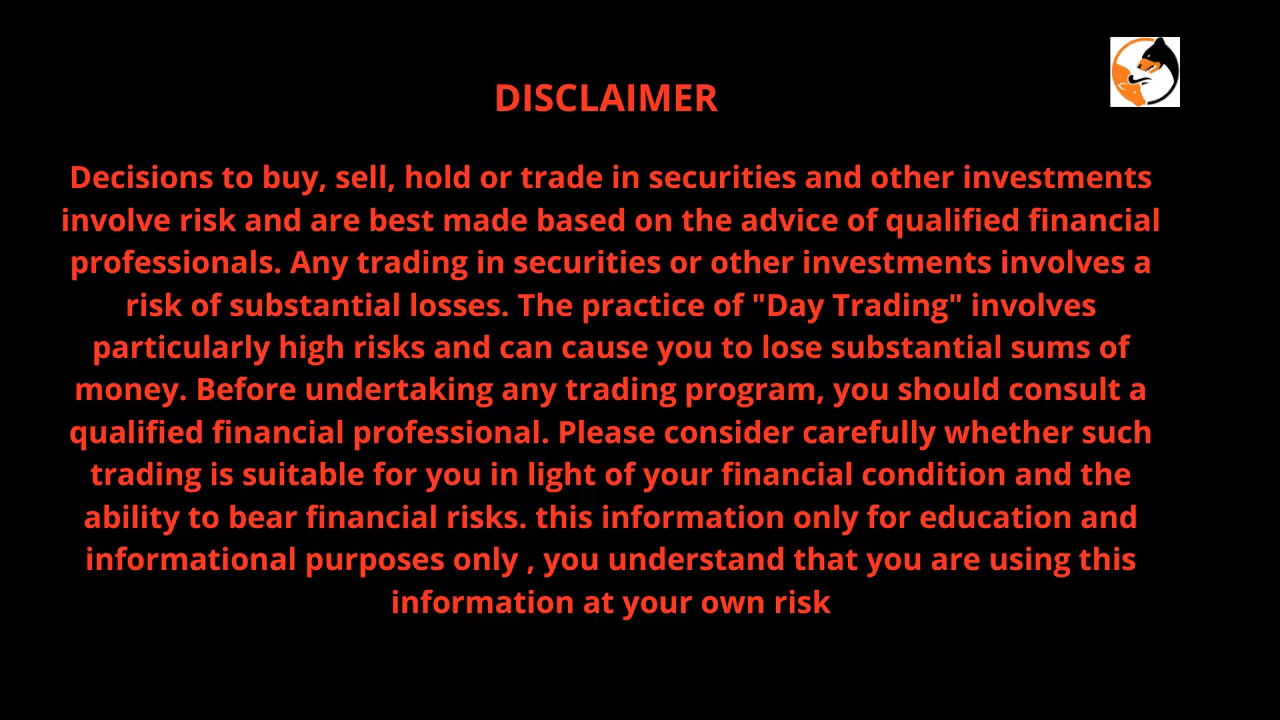 DISCLAIMER
Decisions to buy, sell, hold or trade in securities and other investments
involve risk and are best made based on the advice of qualified financial
professionals. Any trading in securities or other investments involves a
risk of substantial losses. The practice of "Day Trading" involves
particularly high risks and can cause you to lose substantial sums of
money. Before undertaking any trading program, you should consult a
qualified financial professional. Please consider carefully whether such
trading is suitable for you in light of your financial condition and the
ability to bear financial risks. this information only for education and
informational purposes only , you understand that you are using this
information at your own risk